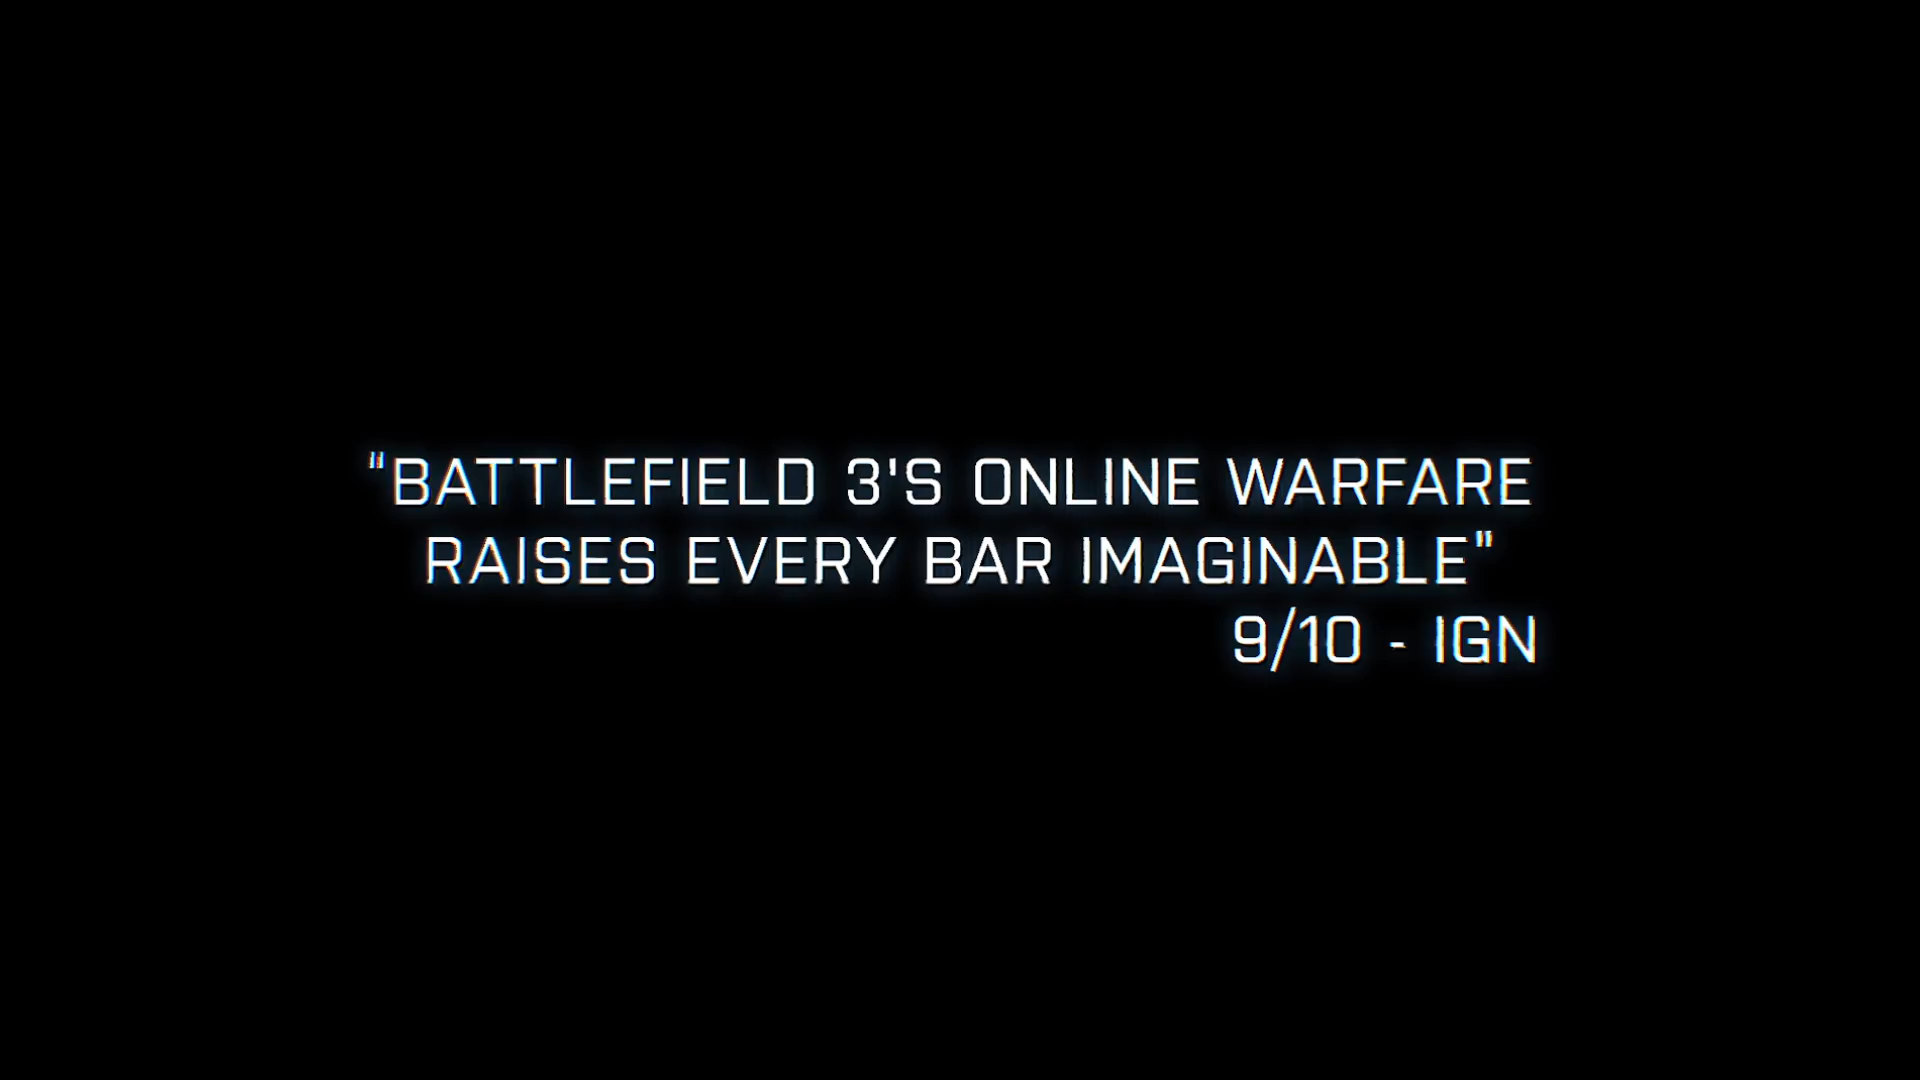 "BATTLEFIELD 3'S ONLINE WARFARE
RAISES EVERY BAR IMAGINABLE"
9/10 - IGN